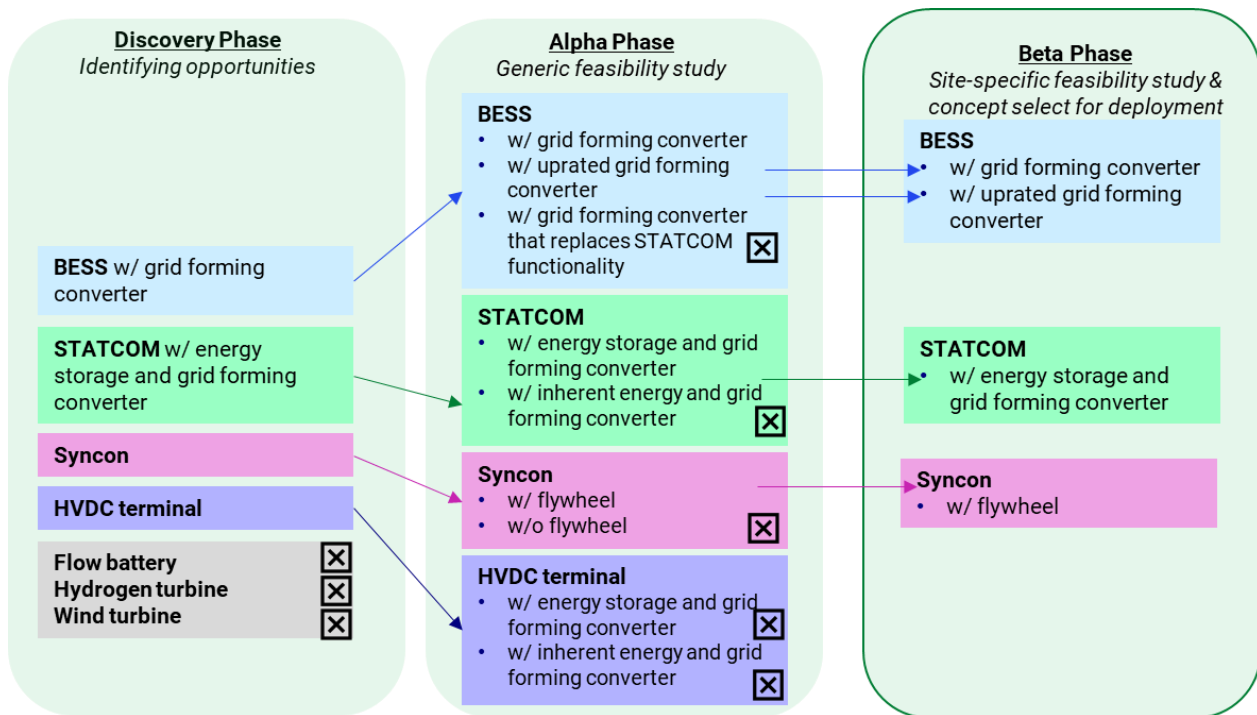 Discovery Phase
Identifying opportunities
BESS w/ grid forming
converter
STATCOM w/ energy
storage and grid forming
converter
Syncon
HVDC terminal
Flow battery
Hydrogen turbine
Wind turbine
Alpha Phase
Generic feasibility study
BESS
• w/ grid forming converter
• w/ uprated grid forming
converter
• w/ grid forming converter
that replaces STATCOM
functionality
STATCOM
• w/ energy storage and grid
forming converter
• w/ inherent energy and grid
forming converter
Syncon
• w/ flywheel
• w/o flywheel
HVDC terminal
• w/ energy storage and grid
forming converter
• w/ inherent energy and grid
forming converter
Beta Phase
Site-specific feasibility study &
concept select for deployment
BESS
• w/ grid forming converter
• w/ uprated grid forming
converter
STATCOM
• w/ energy storage and
grid forming converter
Syncon
• w/ flywheel